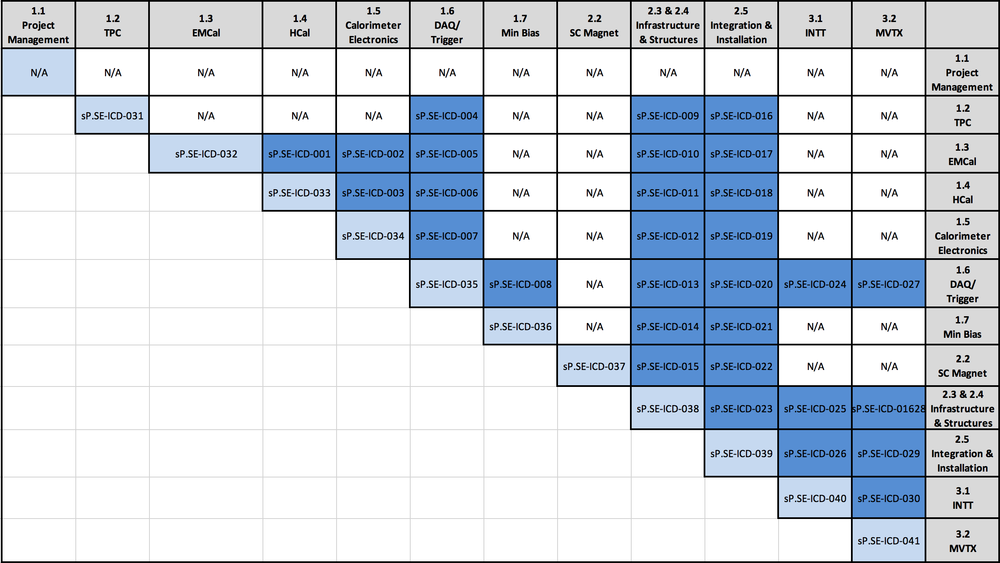 1.1
Project
Management
1.2
TPC
1.3
EMCal
1.4
HCal
1.5
Calorimeter
Electronics
1.6
DAQ/
Trigger
1.7
Min Bias
2.2
SC Magnet
2.3 & 2.4
Infrastructure
& Structures
2.5
Integration &
Installation
3.1
INTT
3.2
MVTX
N/A N/A N/A N/A N/A N/A N/A N/A N/A N/A N/A N/A
1.1
Project
Management
sP.SE-ICD-031 N/A N/A N/A sP.SE-ICD-004 N/A N/A sP.SE-ICD-009 sP.SE-ICD-016 N/A N/A
1.2
TPC
sP.SE-ICD-032 sP.SE-ICD-001 sP.SE-ICD-002 sP.SE-ICD-005 N/A N/A sP.SE-ICD-010 sP.SE-ICD-017 N/A N/A
1.3
EMCal
sP.SE-ICD-033 sP.SE-ICD-003 sP.SE-ICD-006 N/A N/A sP.SE-ICD-011 sP.SE-ICD-018 N/A N/A
1.4
HCal
sP.SE-ICD-034 sP.SE-ICD-007 N/A N/A sP.SE-ICD-012 sP.SE-ICD-019 N/A N/A
1.5
Calorimeter
Electronics
sP.SE-ICD-035 sP.SE-ICD-008 N/A sP.SE-ICD-013 sP.SE-ICD-020 sP.SE-ICD-024 sP.SE-ICD-027
1.6
DAQ/
Trigger
sP.SE-ICD-036 N/A sP.SE-ICD-014 sP.SE-ICD-021 N/A N/A
1.7
Min Bias
sP.SE-ICD-037 sP.SE-ICD-015 sP.SE-ICD-022 N/A N/A
2.2
SC Magnet
sP.SE-ICD-038 sP.SE-ICD-023 sP.SE-ICD-025 sP.SE-ICD-01628
2.3 & 2.4
Infrastructure
& Structures
sP.SE-ICD-039 sP.SE-ICD-026 sP.SE-ICD-029
2.5
Integration &
Installation
sP.SE-ICD-040 sP.SE-ICD-030
3.1
INTT
sP.SE-ICD-041
3.2
MVTX